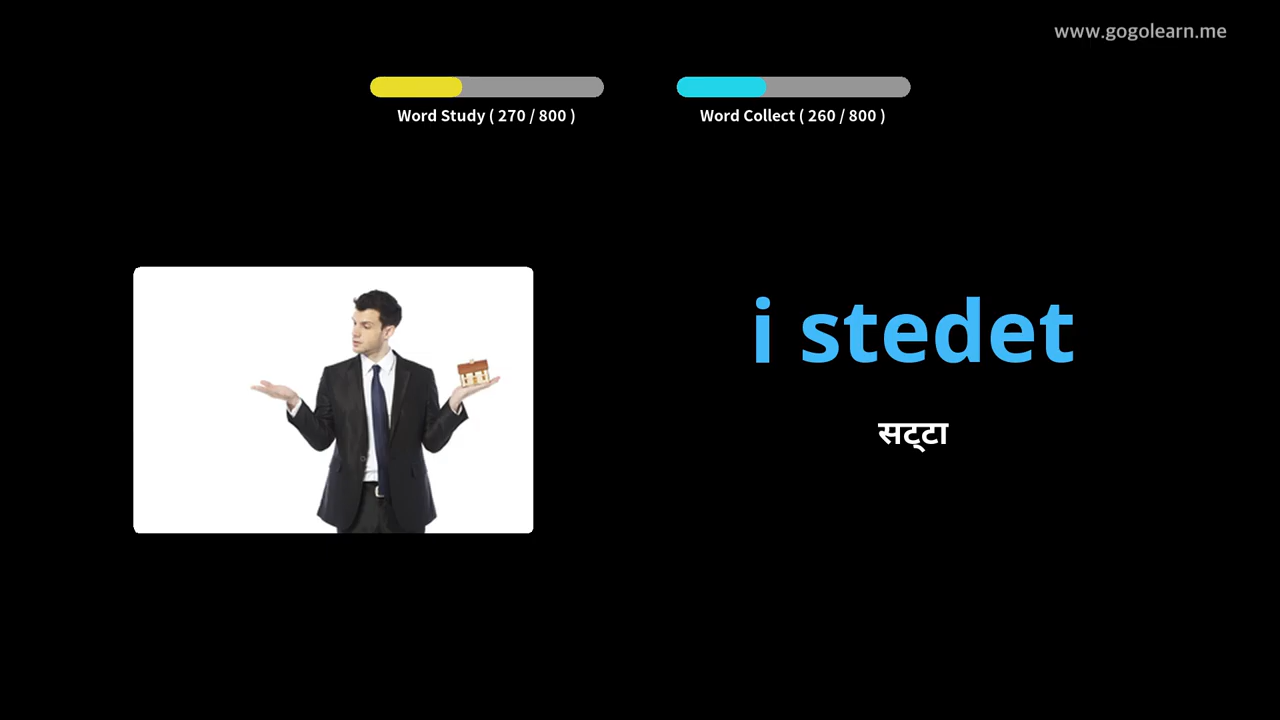 www.gogolearn.me
Word Study ( 270 / 800 )
Word Collect ( 260 / 800 )
i stedet
सट्टा